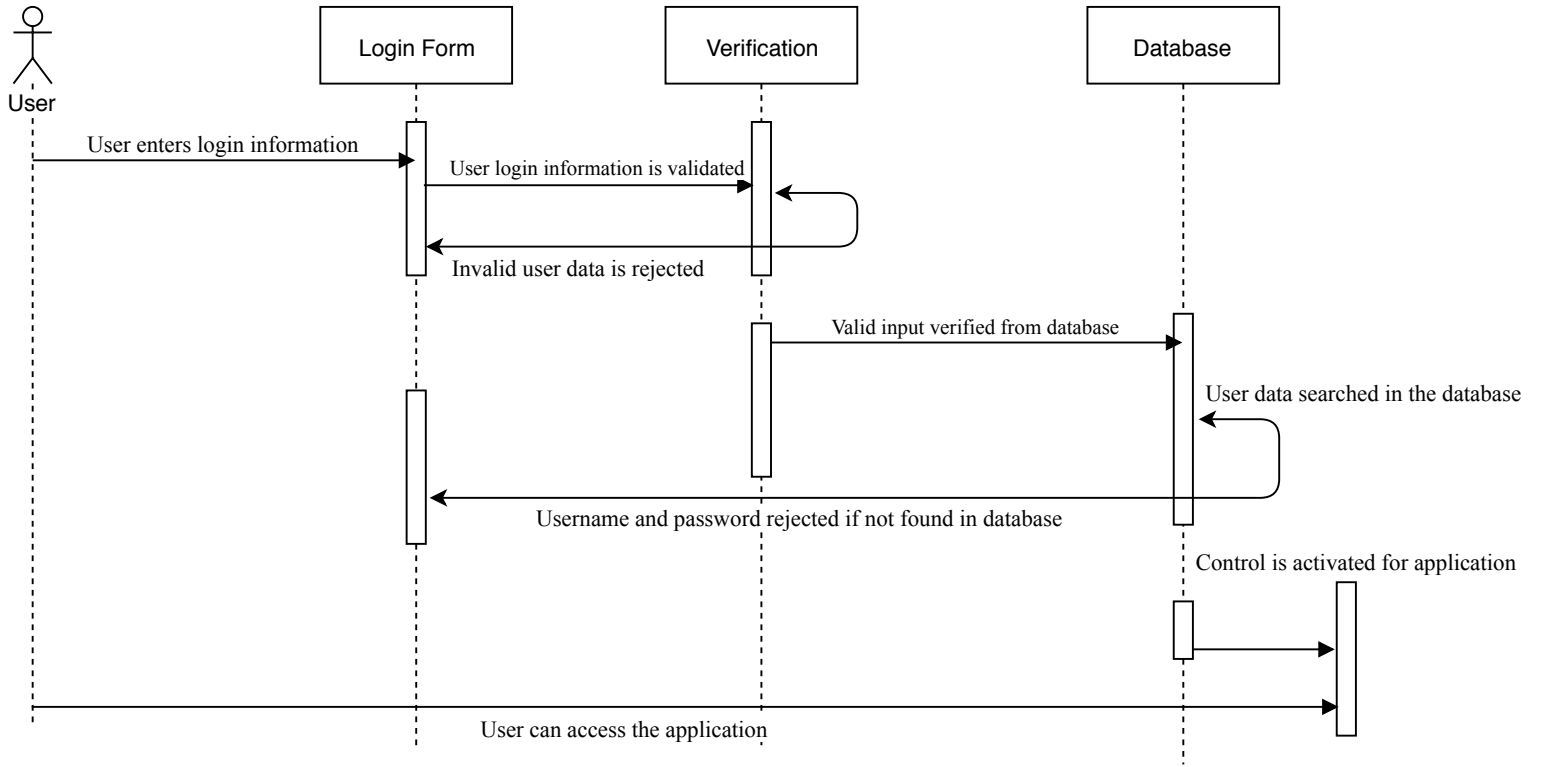 Login Form
Verification
Database
User
User enters login information
User login information is validated
Invalid user data is rejected
Valid input verified from database
User data searched in the database
Username and password rejected if not found in database
Control is activated for application
User can access the application